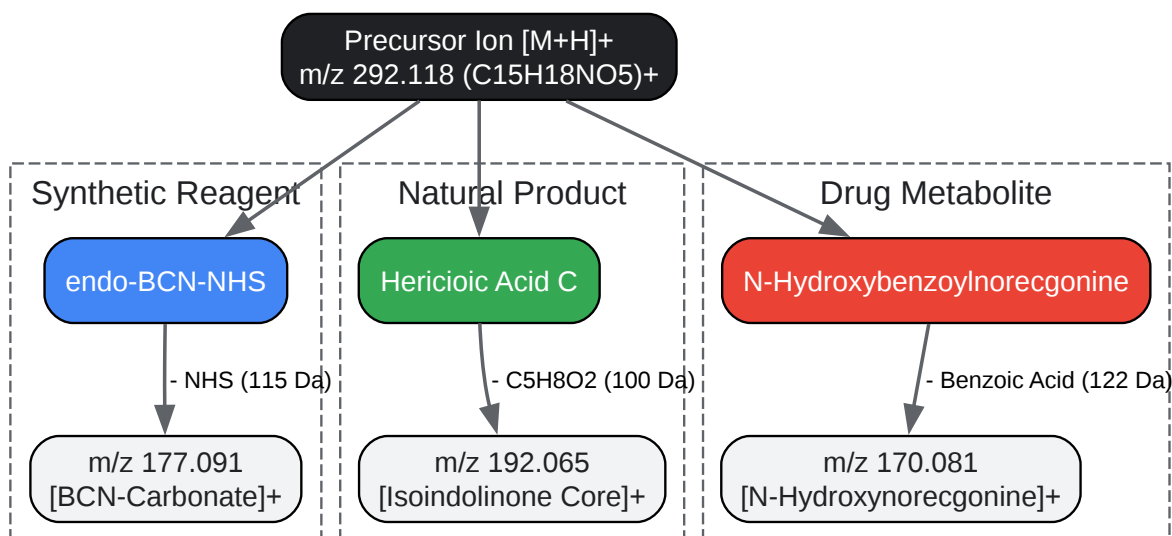 Precursor Ion [M+H]+
m/z 292.118 (C15H18NO5)+
Synthetic Reagent
Natural Product
Drug Metabolite
endo-BCN-NHS
Hericioic Acid C
N-Hydroxybenzoylnorecgonine
- NHS (115 Da)
- C5H8O2 (100 Da)
- Benzoic Acid (122 Da)
m/z 177.091
[BCN-Carbonate]+
m/z 192.065
[Isoindolinone Core]+
m/z 170.081
[N-Hydroxynorecgonine]+